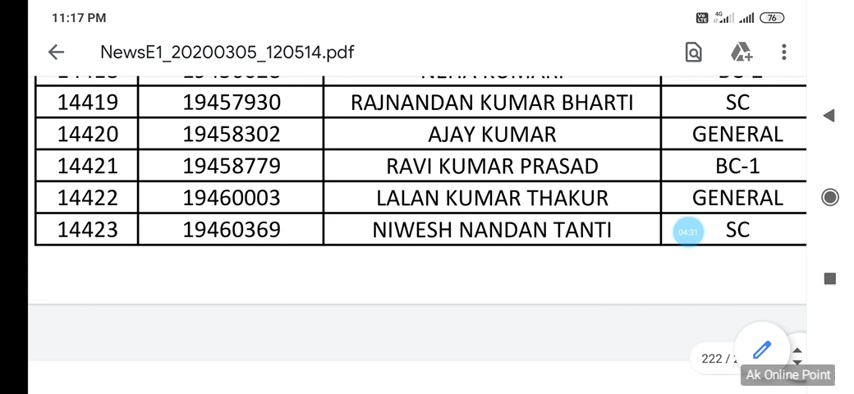 11:17 PM 4G 76
NewsE1_20200305_120514.pdf
14419 19457930 RAJNANDAN KUMAR BHARTI SC
14420 19458302 AJAY KUMAR GENERAL
14421 19458779 RAVI KUMAR PRASAD BC-1
14422 19460003 LALAN KUMAR THAKUR GENERAL
14423 19460369 NIWESH NANDAN TANTI 04:31 SC
222 /
Ak Online Point